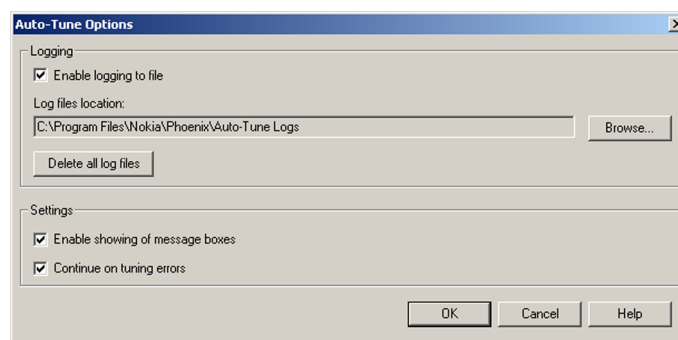 Auto-Tune Options
Logging
Enable logging to file
Log files location:
C:\Program Files\Nokia\Phoenix\Auto-Tune Logs
Browse...
Delete all log files
Settings
Enable showing of message boxes
Continue on tuning errors
OK Cancel Help